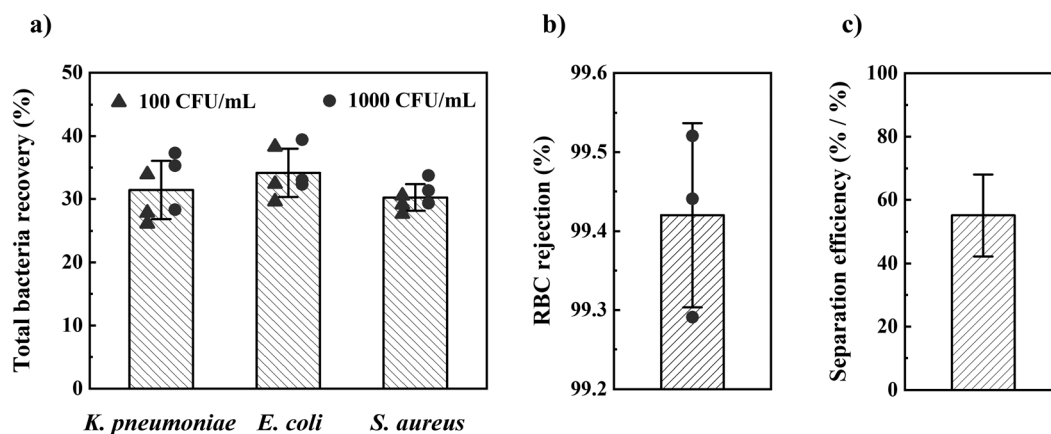 a)
Total bacteria recovery (%)
50
40
30
20
10
0
100 CFU/mL
1000 CFU/mL
K. pneumoniae
E. coli
S. aureus
b)
RBC rejection (%)
99.6
99.5
99.4
99.3
99.2
c)
Separation efficiency (% / %)
100
80
60
40
20
0